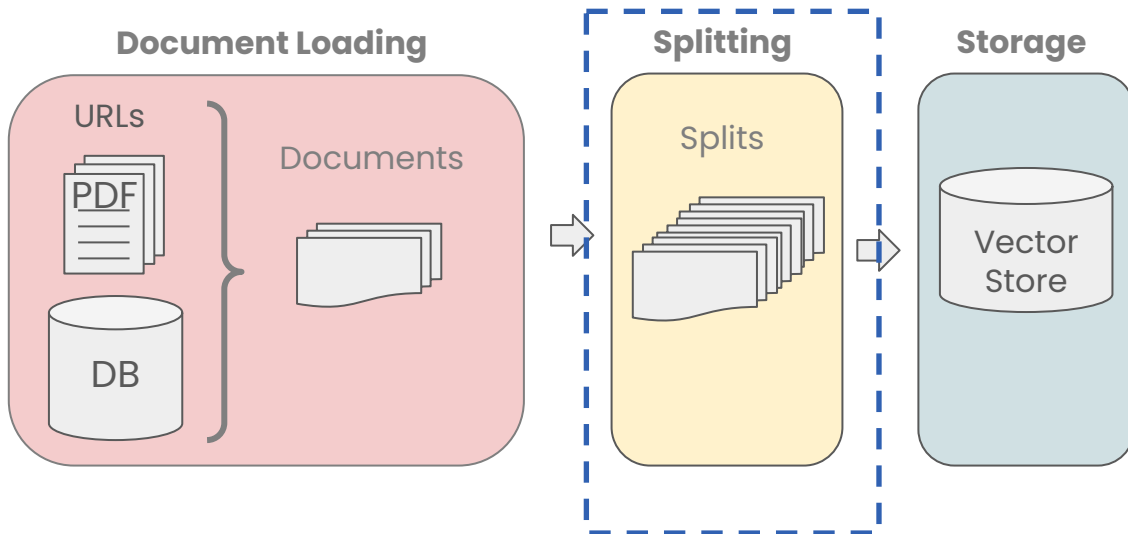 Document Loading
URLs
PDF
DB
Documents
Splitting
Splits
Storage
Vector
Store